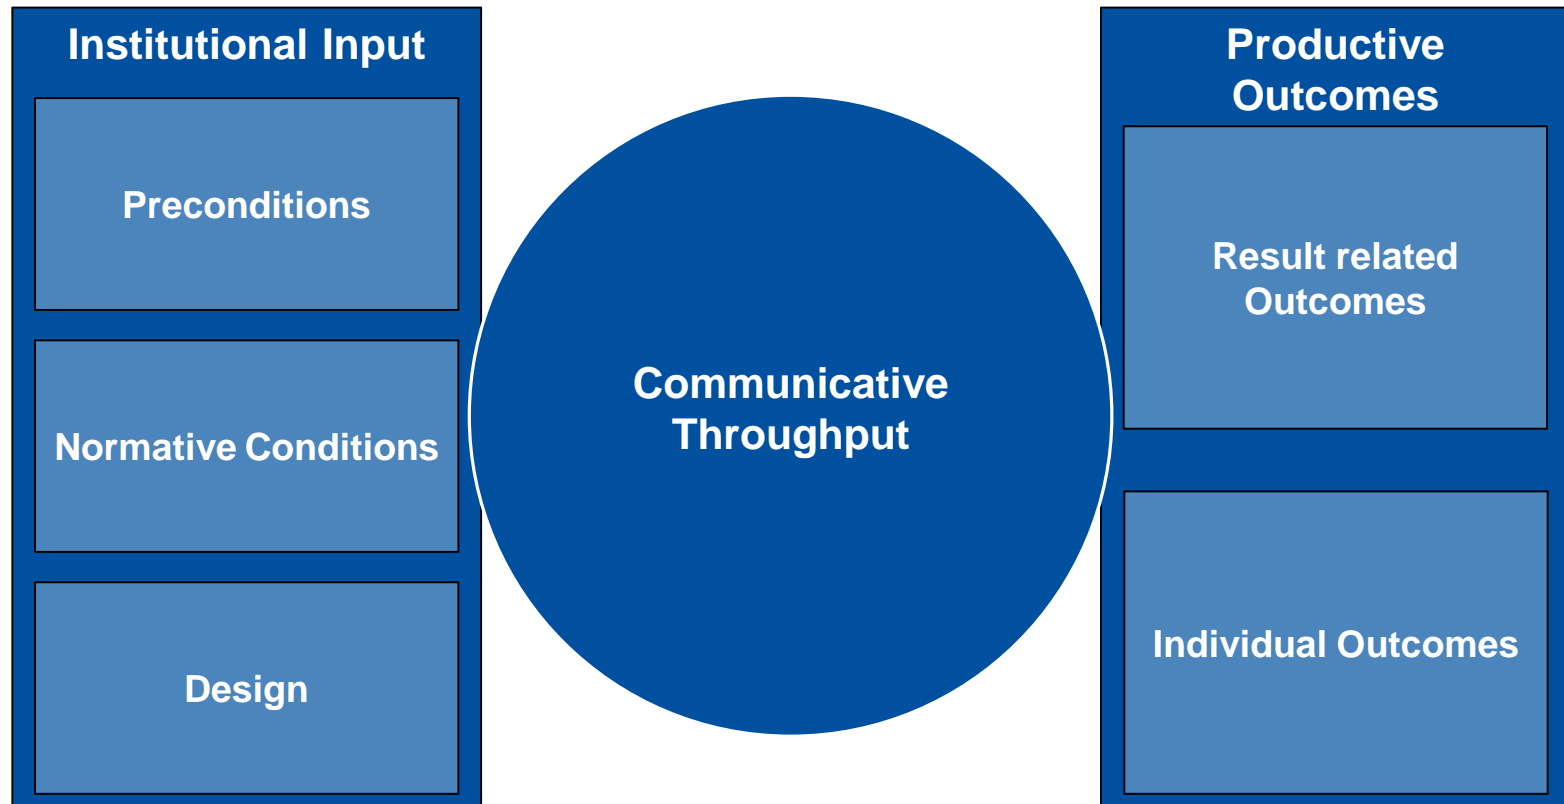 Institutional Input
Preconditions
Normative Conditions
Design
Communicative
Throughput
Productive
Outcomes
Result related
Outcomes
Individual Outcomes